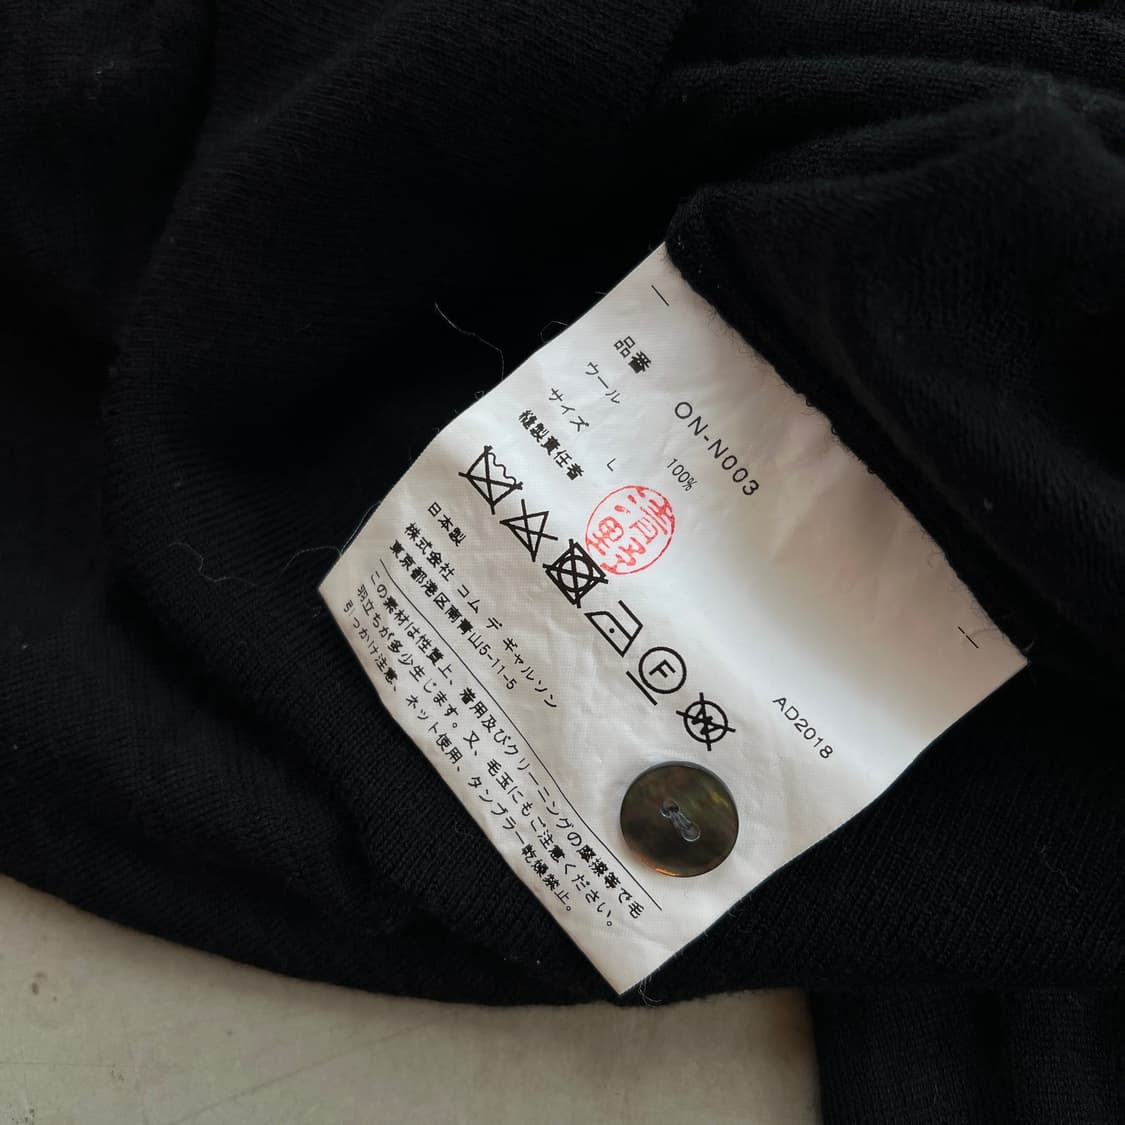 品番 ON-N003
ウール 100%
サイズ L
縫製責任者
F
W
日本製
株式会社 コム デ ギャルソン
東京都港区南青山5-11-5
AD2018
この素材は性質上、着用及びクリーニングの摩擦等で毛
羽立ちが多少生じます。又、毛玉にもご注意ください。
引っかけ注意、ネット使用、タンブラー乾燥禁止。